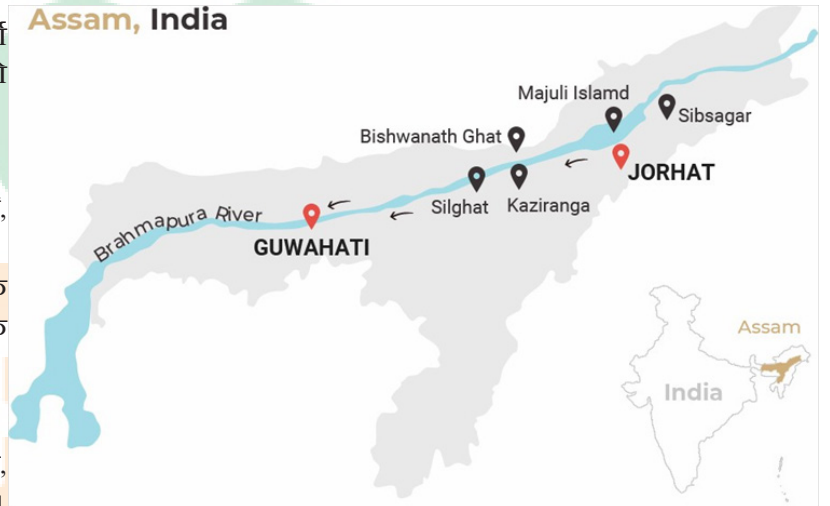 Assam, India
Majuli Islamd
Sibsagar
Bishwanath Ghat
JORHAT
Silghat
Kaziranga
Brahmapura River
GUWAHATI
Assam
India